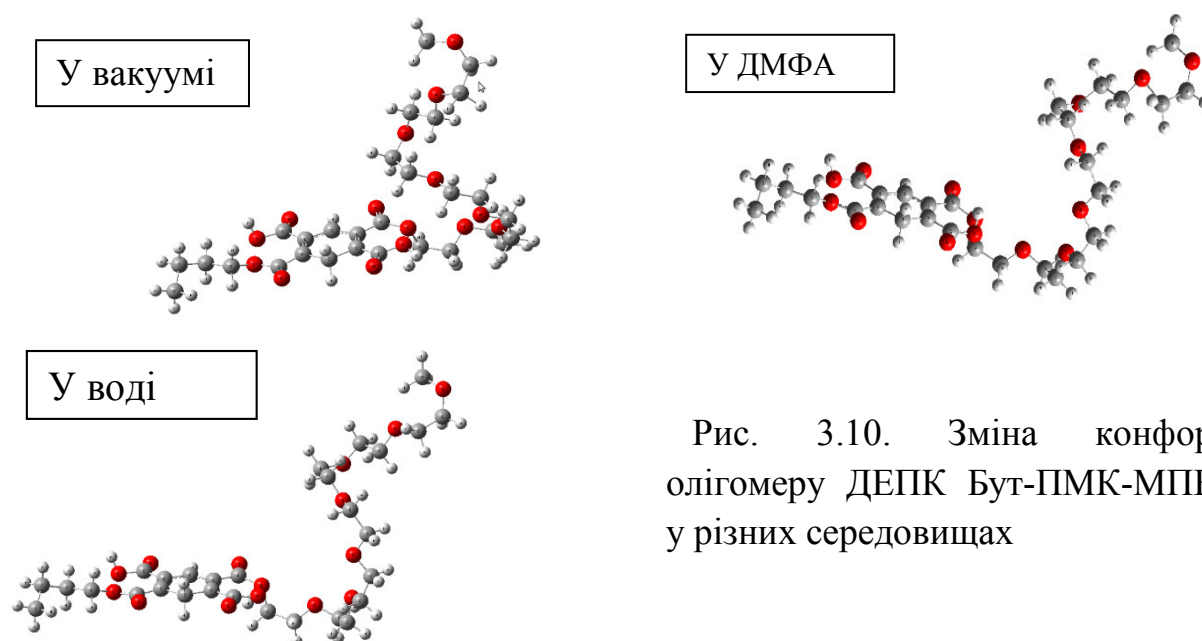 У вакуумі
У ДМФА
У воді
Рис. 3.10. Зміна конфор
олігомеру ДЕПК Бут-ПМК-МПЕ
у різних середовищах